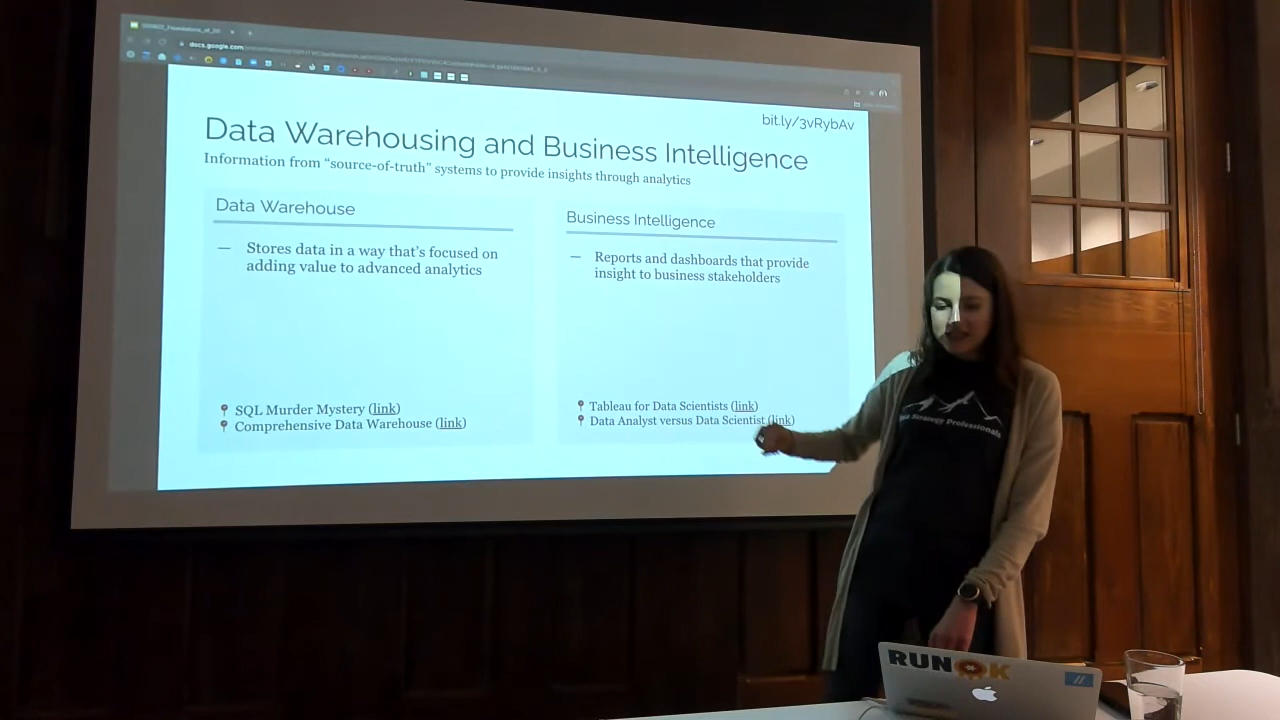 docs.google.com
bit.ly/3vRybAv
Data Warehousing and Business Intelligence
Information from “source-of-truth” systems to provide insights through analytics
Data Warehouse
— Stores data in a way that’s focused on
adding value to advanced analytics
SQL Murder Mystery (link)
Comprehensive Data Warehouse (link)
Business Intelligence
— Reports and dashboards that provide
insight to business stakeholders
Tableau for Data Scientists (link)
Data Analyst versus Data Scientist (link)
Strategy Professionals
RUN OK